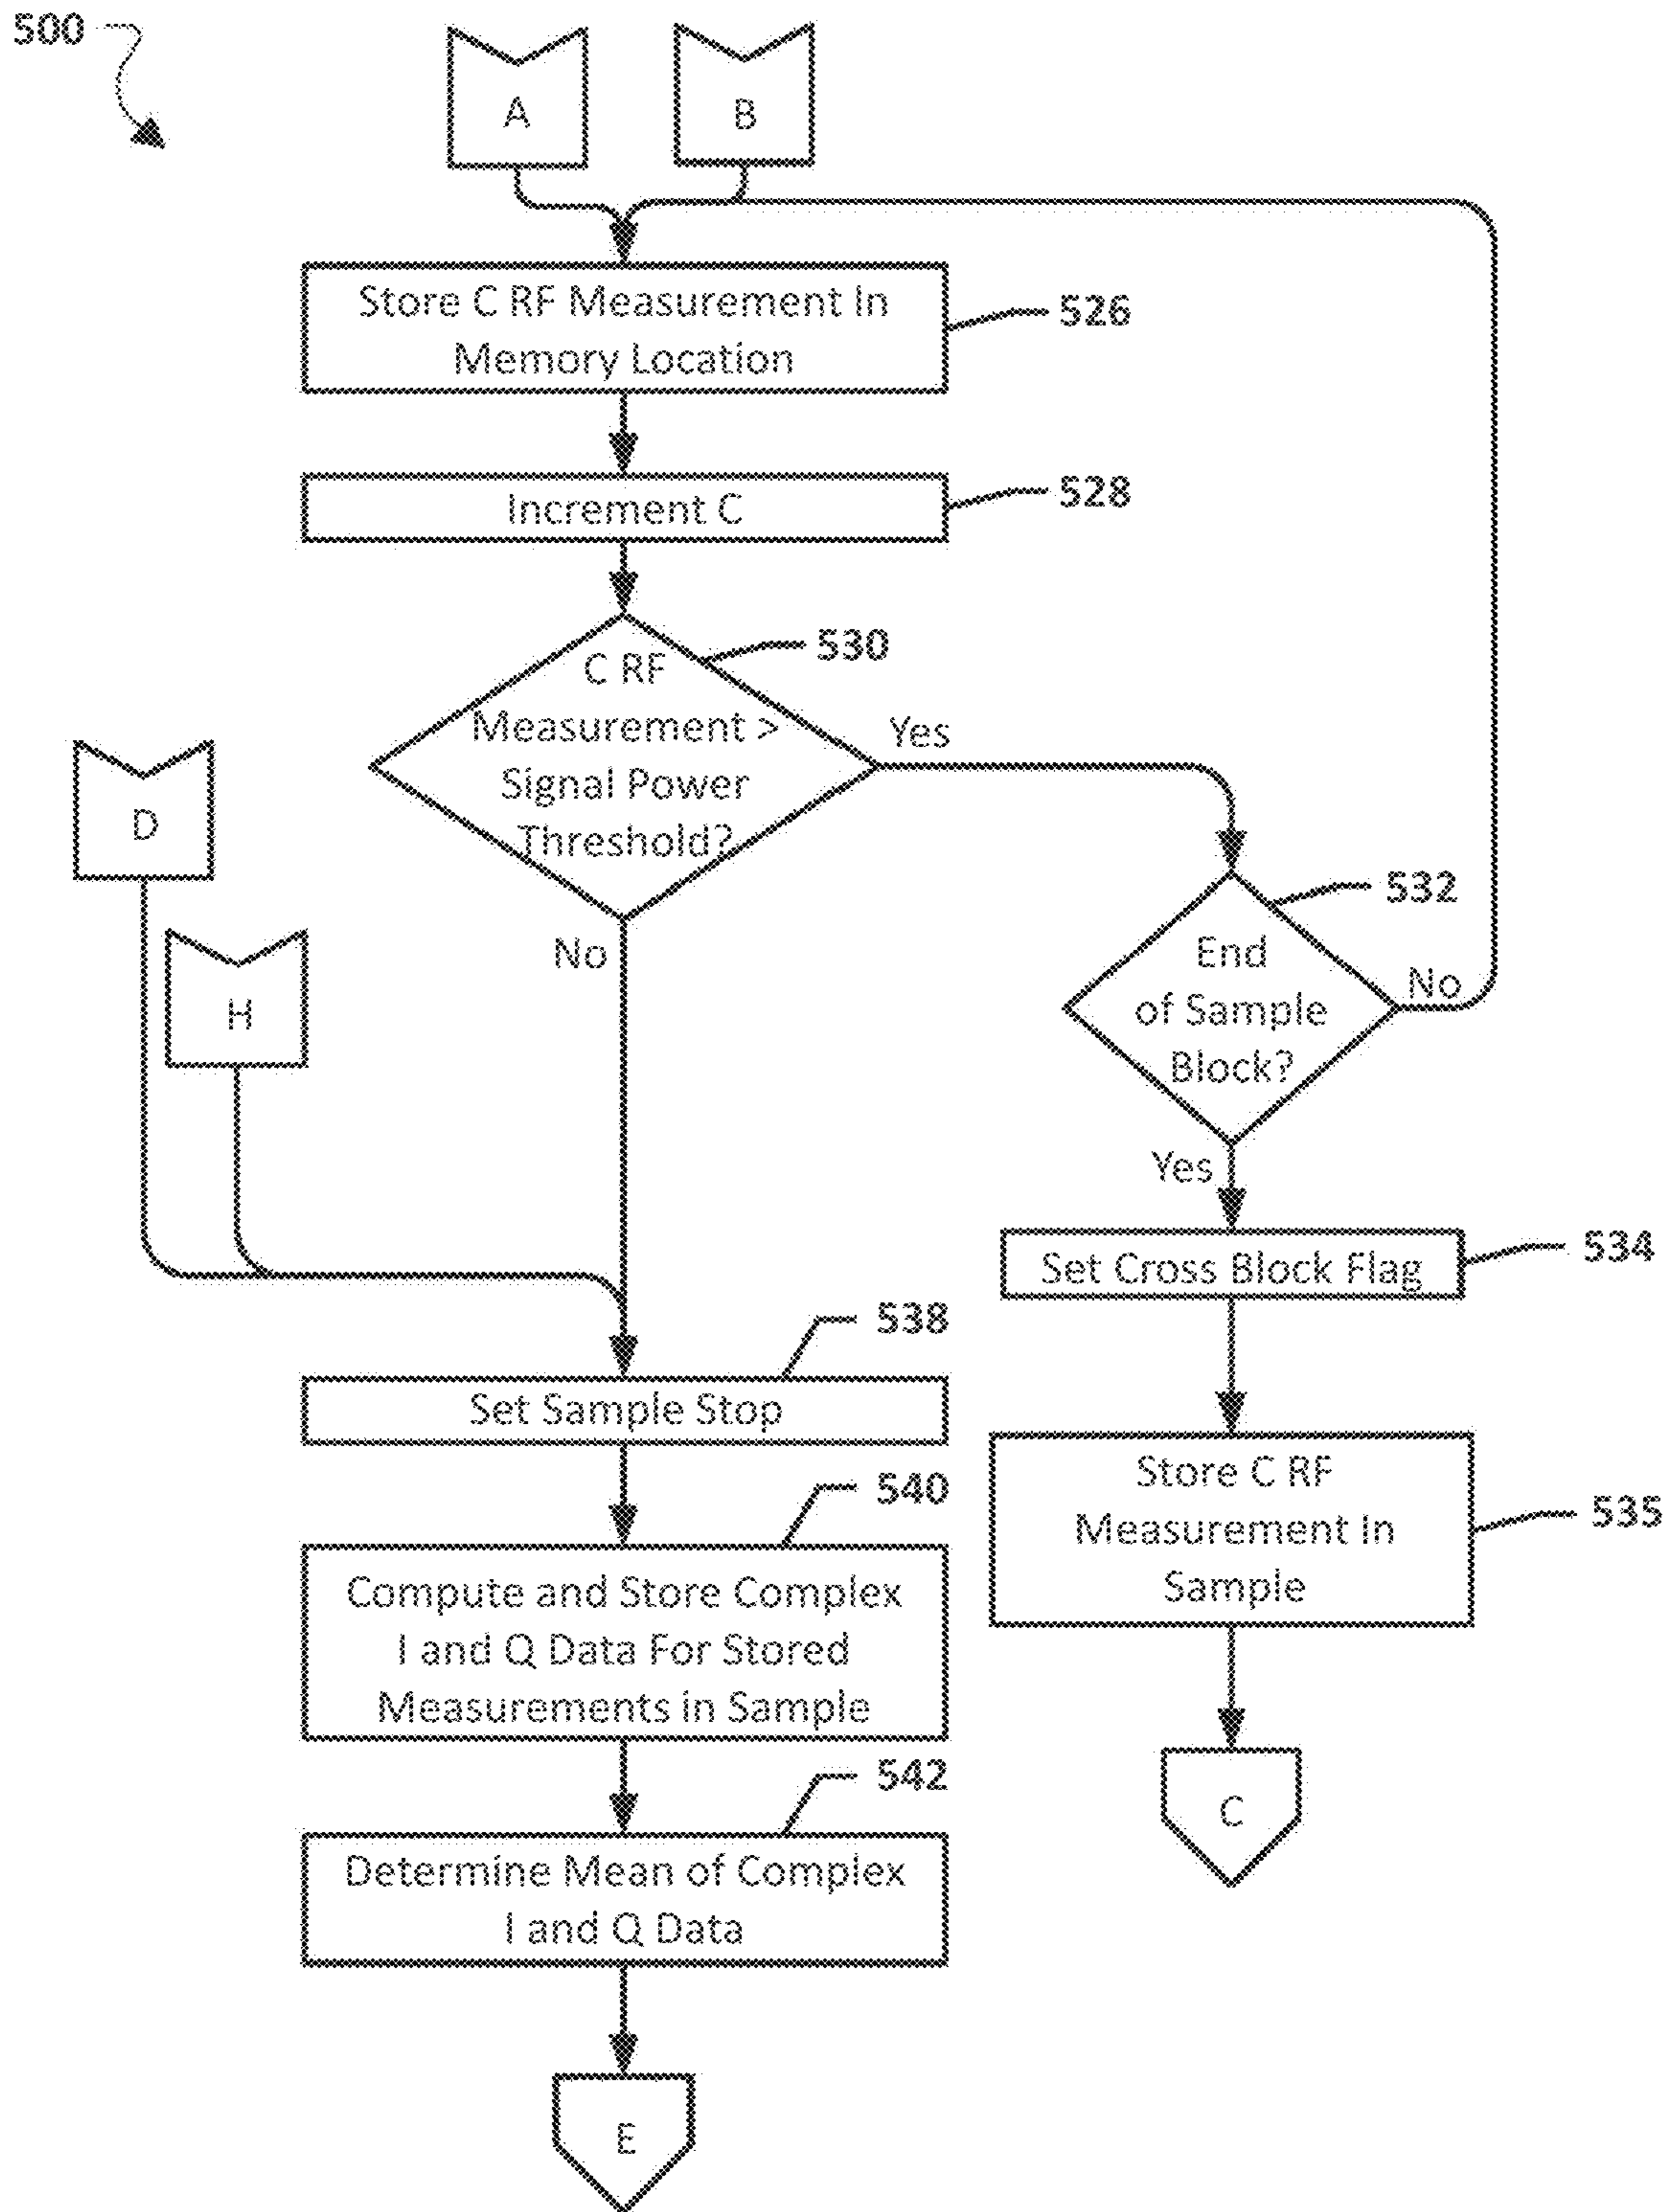 500
A
B
Store C RF Measurement In
Memory Location
526
Increment C
528
530
C RF
Measurement >
Signal Power
Threshold?
Yes
No
D
H
532
End
of Sample
Block?
No
Yes
Set Cross Block Flag
534
538
Set Sample Stop
Store C RF
Measurement In
Sample
535
540
Compute and Store Complex
I and Q Data For Stored
Measurements in Sample
542
Determine Mean of Complex
I and Q Data
C
E